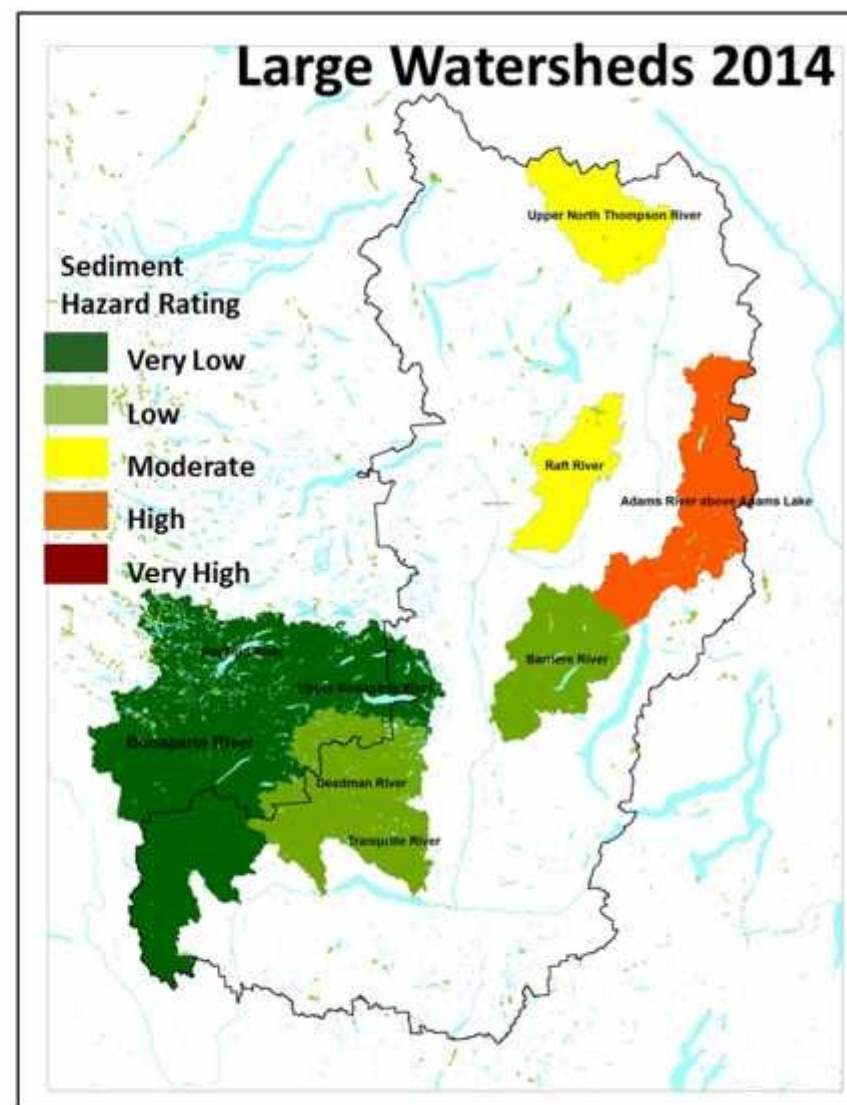 Large Watersheds 2014
Upper North Thompson River
Sediment
Hazard Rating
Very Low
Low
Moderate
High
Very High
Raft River
Adams River above Adams Lake
Barriere River
Bonaparte River
Deadman River
Tranquille River